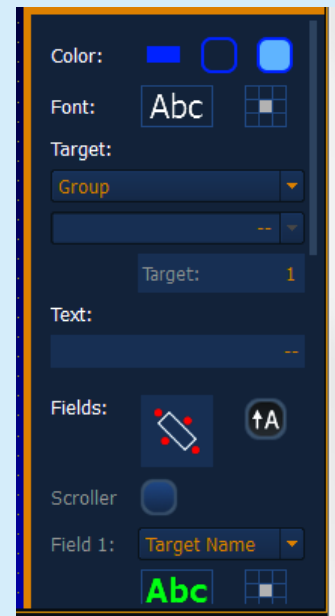 Color:
Font: Abc
Target:
Group
--
Target: 1
Text:
--
Fields: A
Scroller
Field 1: Target Name
Abc